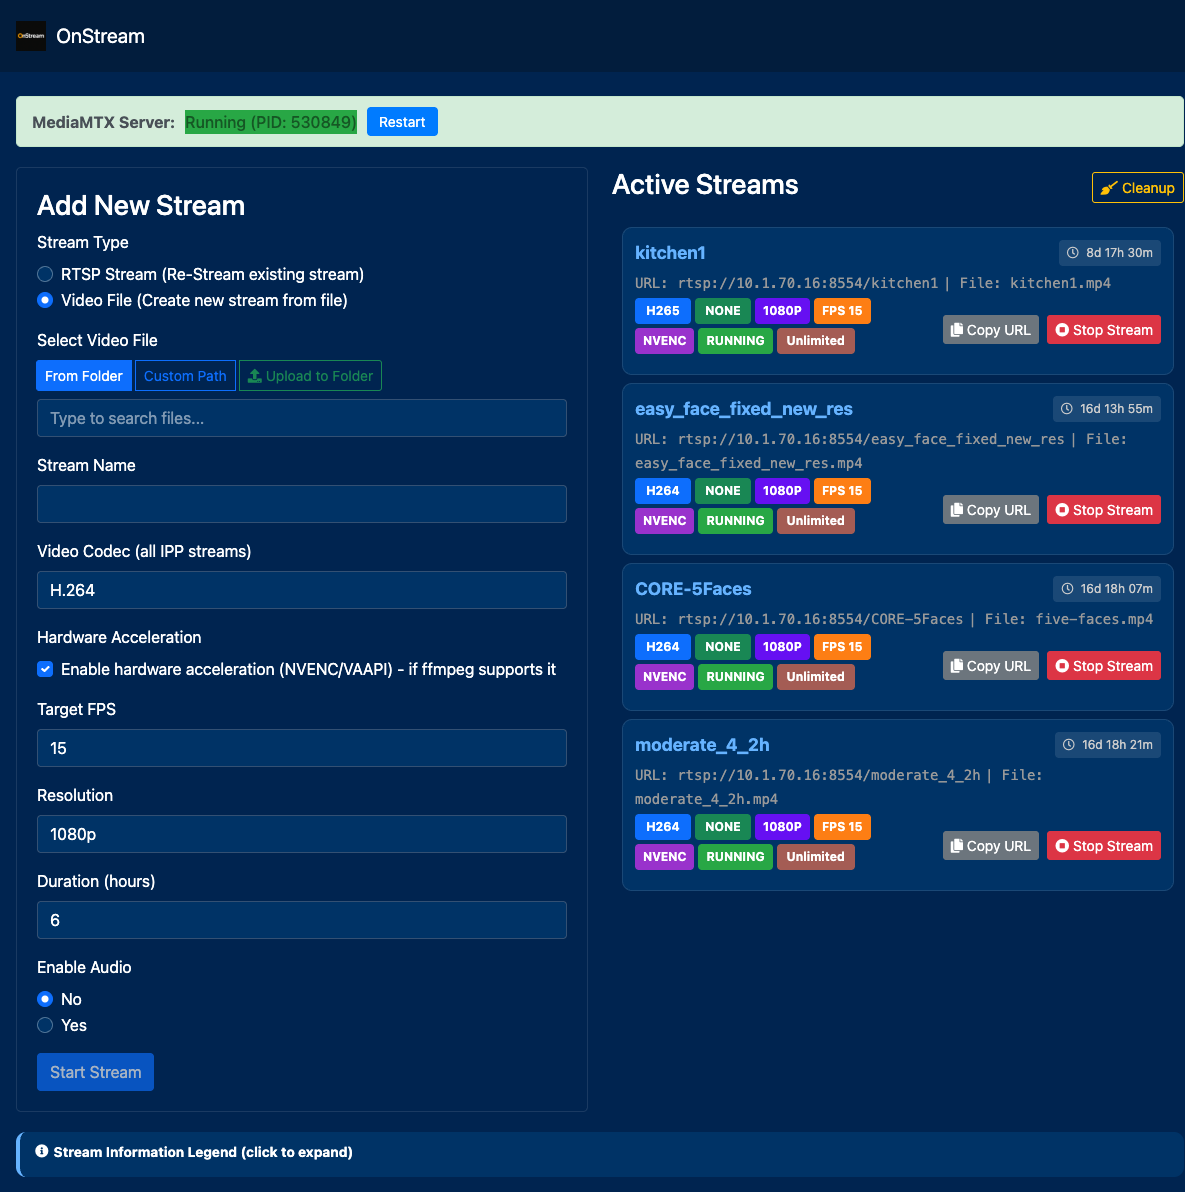 OnStream
OnStream
MediaMTX Server: Running (PID: 530849) Restart
Add New Stream
Stream Type
RTSP Stream (Re-Stream existing stream)
Video File (Create new stream from file)
Select Video File
From Folder Custom Path Upload to Folder
Type to search files...
Stream Name
Video Codec (all IPP streams)
H.264
Hardware Acceleration
Enable hardware acceleration (NVENC/VAAPI) - if ffmpeg supports it
Target FPS
15
Resolution
1080p
Duration (hours)
6
Enable Audio
No
Yes
Start Stream
Active Streams Cleanup
kitchen1 8d 17h 30m
URL: rtsp://10.1.70.16:8554/kitchen1 | File: kitchen1.mp4
H265 NONE 1080P FPS 15
NVENC RUNNING Unlimited
Copy URL Stop Stream
easy_face_fixed_new_res 16d 13h 55m
URL: rtsp://10.1.70.16:8554/easy_face_fixed_new_res | File:
easy_face_fixed_new_res.mp4
H264 NONE 1080P FPS 15
NVENC RUNNING Unlimited
Copy URL Stop Stream
CORE-5Faces 16d 18h 07m
URL: rtsp://10.1.70.16:8554/CORE-5Faces | File: five-faces.mp4
H264 NONE 1080P FPS 15
NVENC RUNNING Unlimited
Copy URL Stop Stream
moderate_4_2h 16d 18h 21m
URL: rtsp://10.1.70.16:8554/moderate_4_2h | File:
moderate_4_2h.mp4
H264 NONE 1080P FPS 15
NVENC RUNNING Unlimited
Copy URL Stop Stream
Stream Information Legend (click to expand)